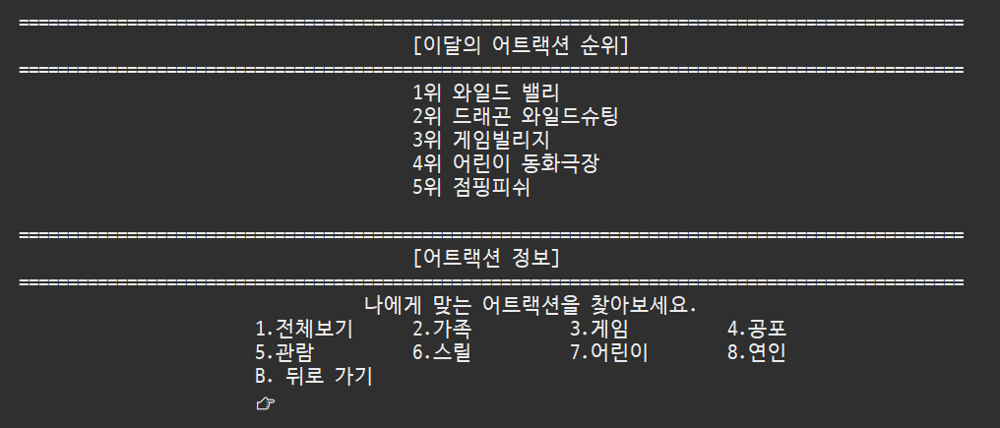 ================================================================================================
[이달의 어트랙션 순위]
================================================================================================
1위 와일드 밸리
2위 드래곤 와일드슈팅
3위 게임빌리지
4위 어린이 동화극장
5위 점핑피쉬
================================================================================================
[어트랙션 정보]
================================================================================================
나에게 맞는 어트랙션을 찾아보세요.
1.전체보기 2.가족 3.게임 4.공포
5.관람 6.스릴 7.어린이 8.연인
B. 뒤로 가기
☞